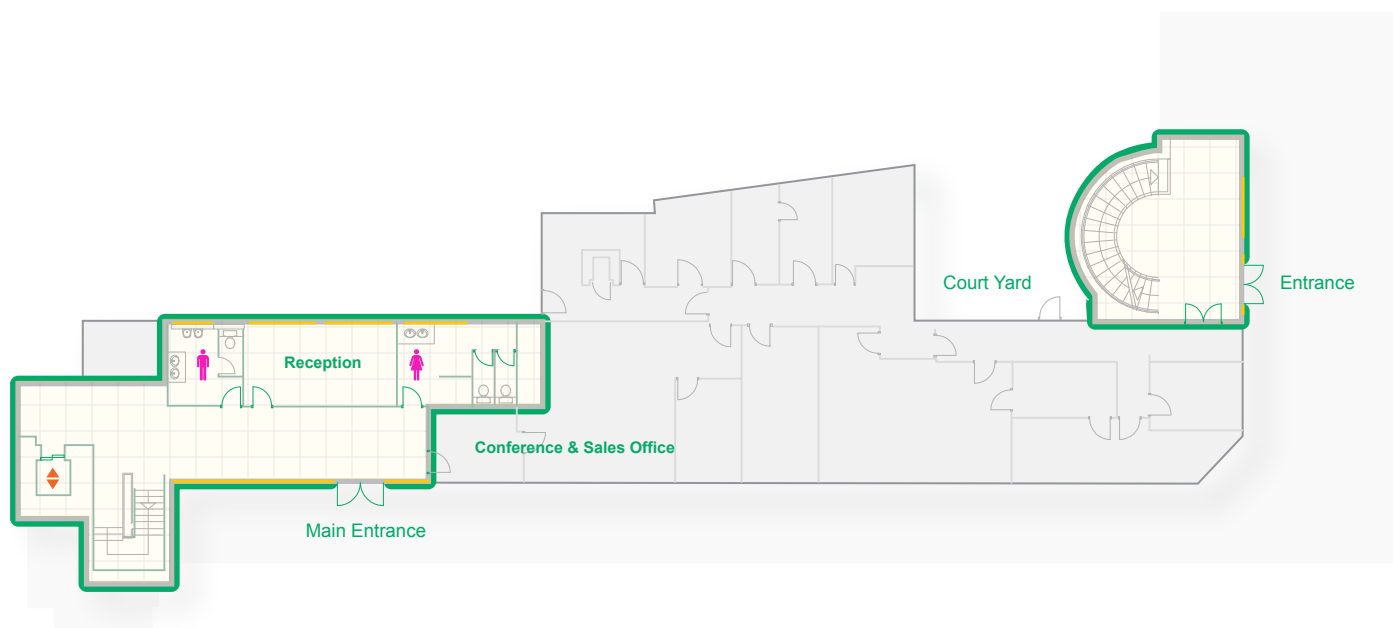 Court Yard
Entrance
Reception
Conference & Sales Office
Main Entrance